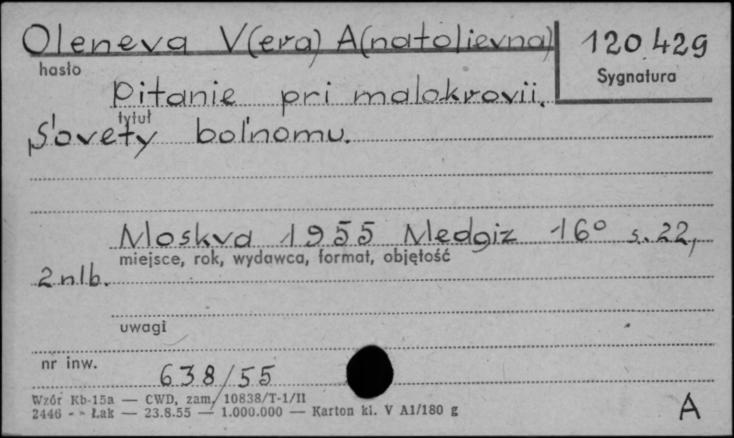 Oleneva V(era) A(natolievna)
120 429
hasło
Sygnatura
Pitanie pri malokrovii.
tytuł
Sovety bol'nomu.
Moskva 1955 Medgiz 16° s. 22,
miejsce, rok, wydawca, format, objętość
2 nlb.
uwagi
nr inw.
638/55
Wzór Kb-15a — CWD, zam. 10838/T-1/II
2446 - - Łak — 23.8.55 — 1.000.000 — Karton kl. V A1/180 g
A